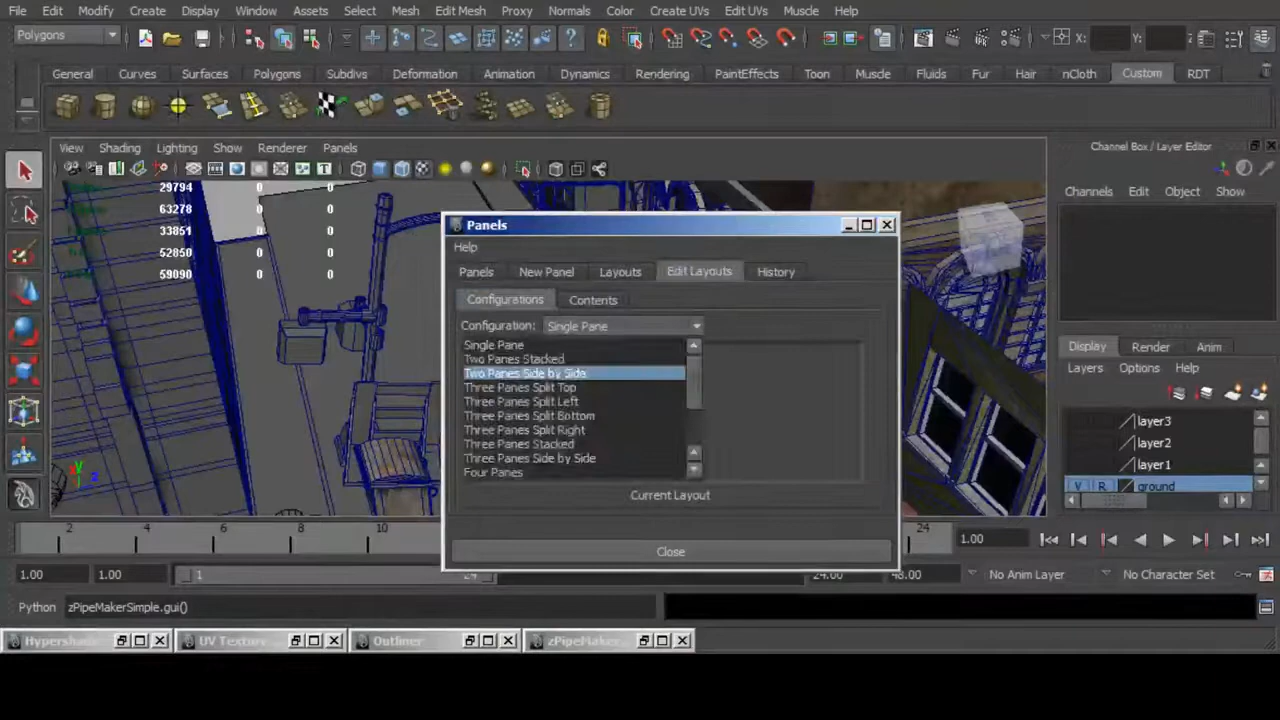 File Edit Modify Create Display Window Assets Select Mesh Edit Mesh Proxy Normals Color Create UVs Edit UVs Muscle Help
Polygons X: Y: Z
General Curves Surfaces Polygons Subdivs Deformation Animation Dynamics Rendering PaintEffects Toon Muscle Fluids Fur Hair nCloth Custom RDT
View Shading Lighting Show Renderer Panels
Channel Box / Layer Editor
Channels Edit Object Show
29794 0 0
63278 0 0
33851 0 0
52850 0 0
59090 0 0
Panels
Help
Panels New Panel Layouts Edit Layouts History
Configurations Contents
Configuration: Single Pane
Single Pane
Two Panes Stacked
Two Panes Side by Side
Three Panes Split Top
Three Panes Split Left
Three Panes Split Bottom
Three Panes Split Right
Three Panes Stacked
Three Panes Side by Side
Four Panes
Current Layout
Close
Display Render Anim
Layers Options Help
layer3
layer2
layer1
V R ground
2 4 6 8 10 24 1.00
1.00 1.00 1 24 24.00 48.00 No Anim Layer No Character Set
Python zPipeMakerSimple.gui()
Hypersha UV Textu Outliner zPipeMaker